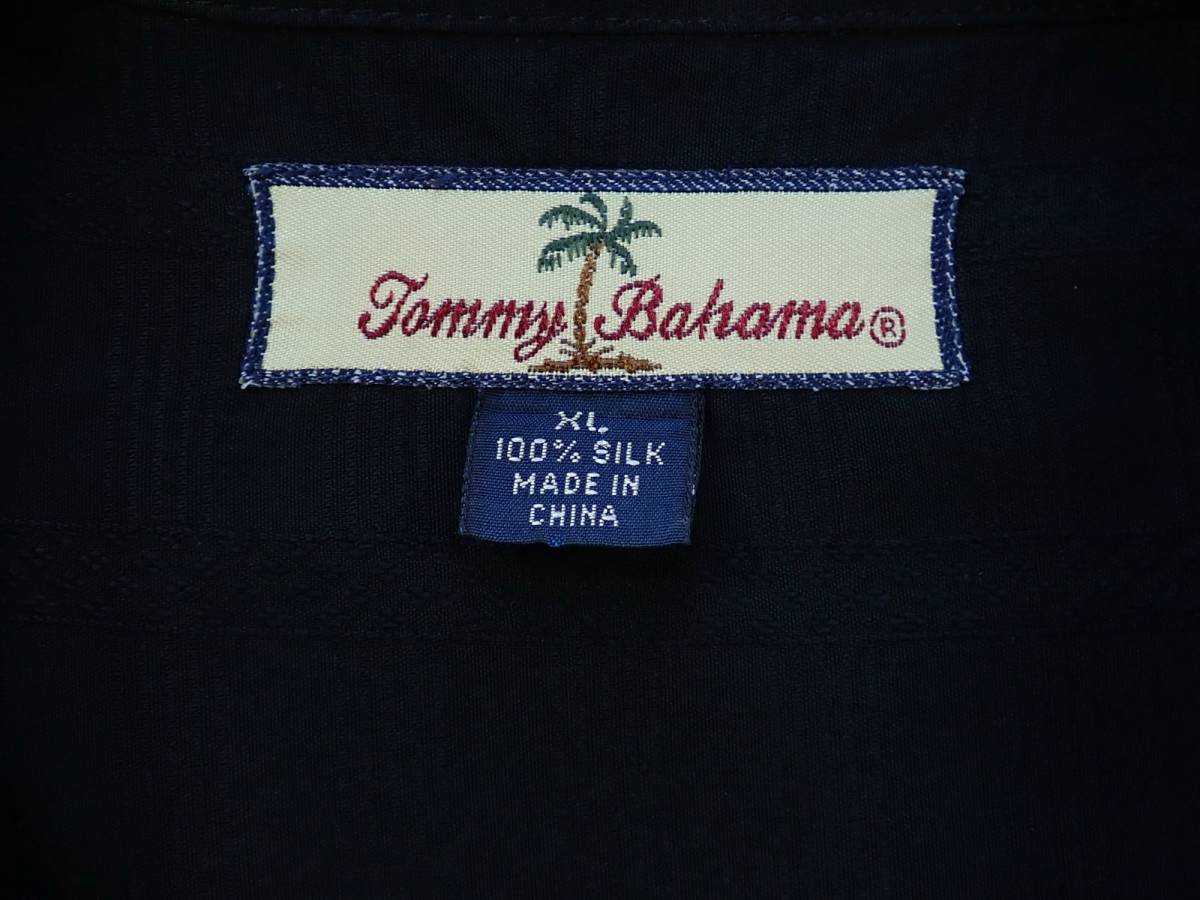 Tommy Bahama®
XL
100% SILK
MADE IN
CHINA